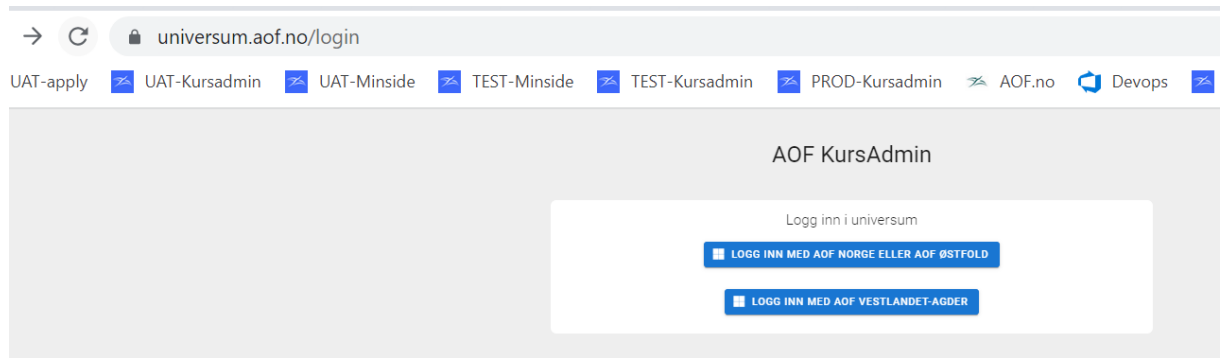 universum.aof.no/login
UAT-apply UAT-Kursadmin UAT-Minside TEST-Minside TEST-Kursadmin PROD-Kursadmin AOF.no Devops
AOF KursAdmin
Logg inn i universum
LOGG INN MED AOF NORGE ELLER AOF ØSTFOLD
LOGG INN MED AOF VESTLANDET-AGDER